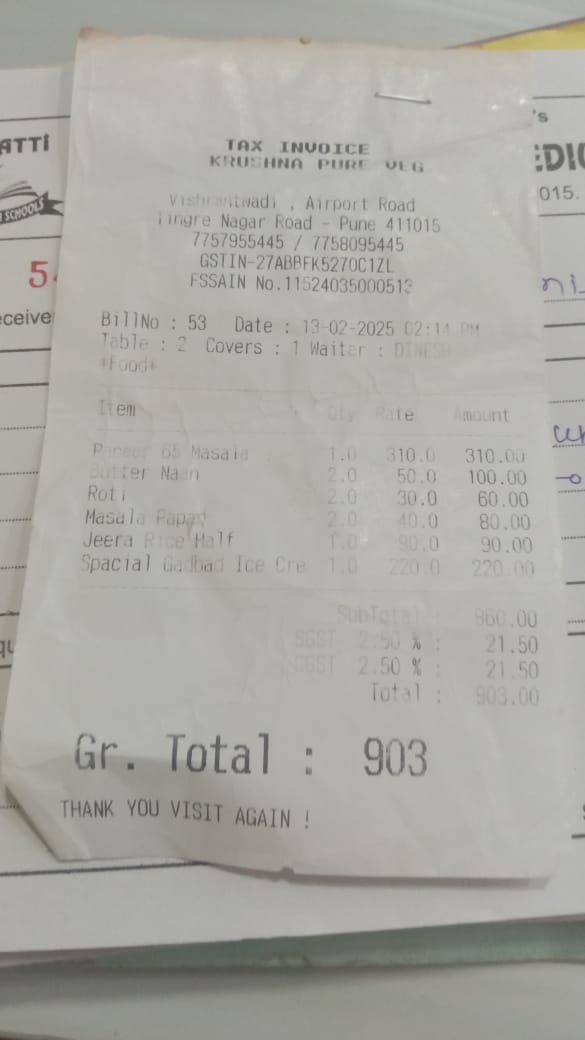 TAX INVOICE
KRUSHNA PURE VEG
Vishrantwadi , Airport Road
Tingre Nagar Road - Pune 411015
7757955445 / 7758095445
GSTIN-27ABBFK5270C1ZL
FSSAIN No.11524035000513
BillNo : 53 Date : 13-02-2025 02:14 PM
Table : 2 Covers : 1 Waiter : DINESH
*Food*
Item Qty Rate Amount
Paneer 65 Masala 1.0 310.0 310.00
Butter Naan 2.0 50.0 100.00
Roti 2.0 30.0 60.00
Masala Papad 2.0 40.0 80.00
Jeera Rice Half 1.0 90.0 90.00
Spacial Gadbad Ice Cre 1.0 220.0 220.00
SubTotal : 860.00
SGST 2.50 % : 21.50
CGST 2.50 % : 21.50
Total : 903.00
Gr. Total : 903
THANK YOU VISIT AGAIN !
ATTI
SCHOOLS
's
015.